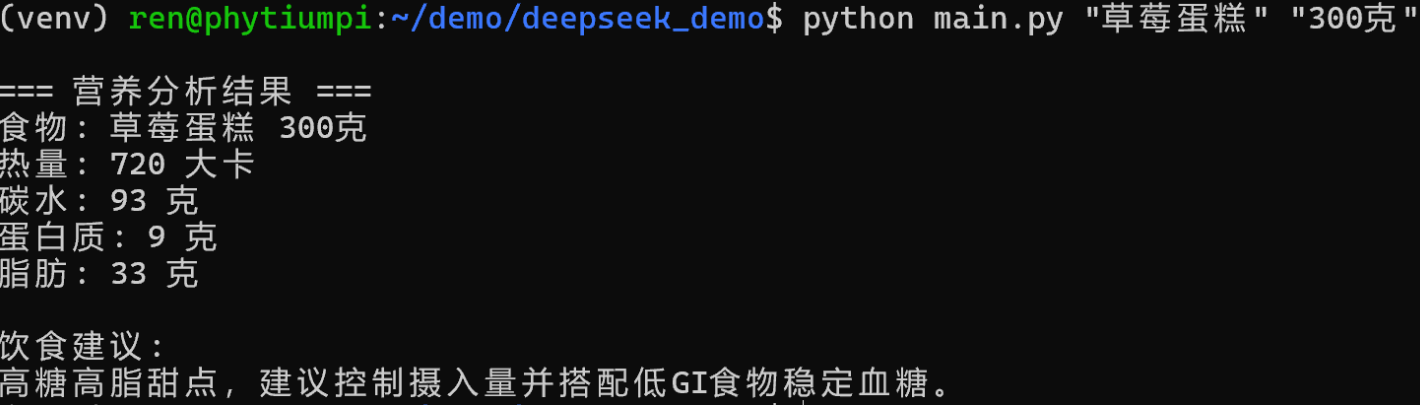 (venv) ren@phytiumpi:~/demo/deepseek_demo$ python main.py "草莓蛋糕" "300克"
=== 营养分析结果 ===
食物: 草莓蛋糕 300克
热量: 720 大卡
碳水: 93 克
蛋白质: 9 克
脂肪: 33 克
饮食建议:
高糖高脂甜点，建议控制摄入量并搭配低GI食物稳定血糖。